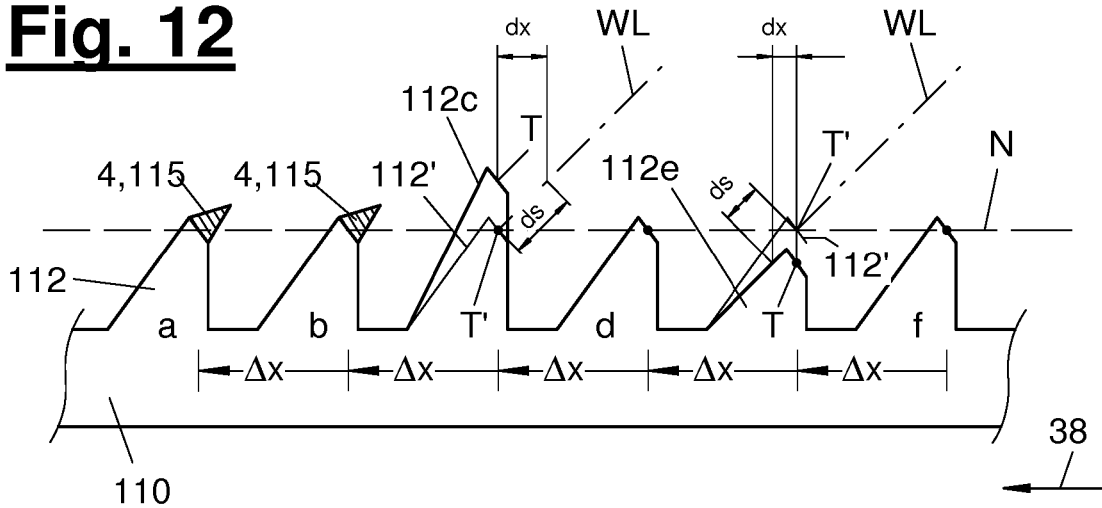 Fig. 12
dx
WL
dx
WL
112c
T
T'
N
4,115
4,115
112'
ds
112e
ds
112
112'
a
b
T'
d
T
f
Δx
Δx
Δx
Δx
Δx
110
38